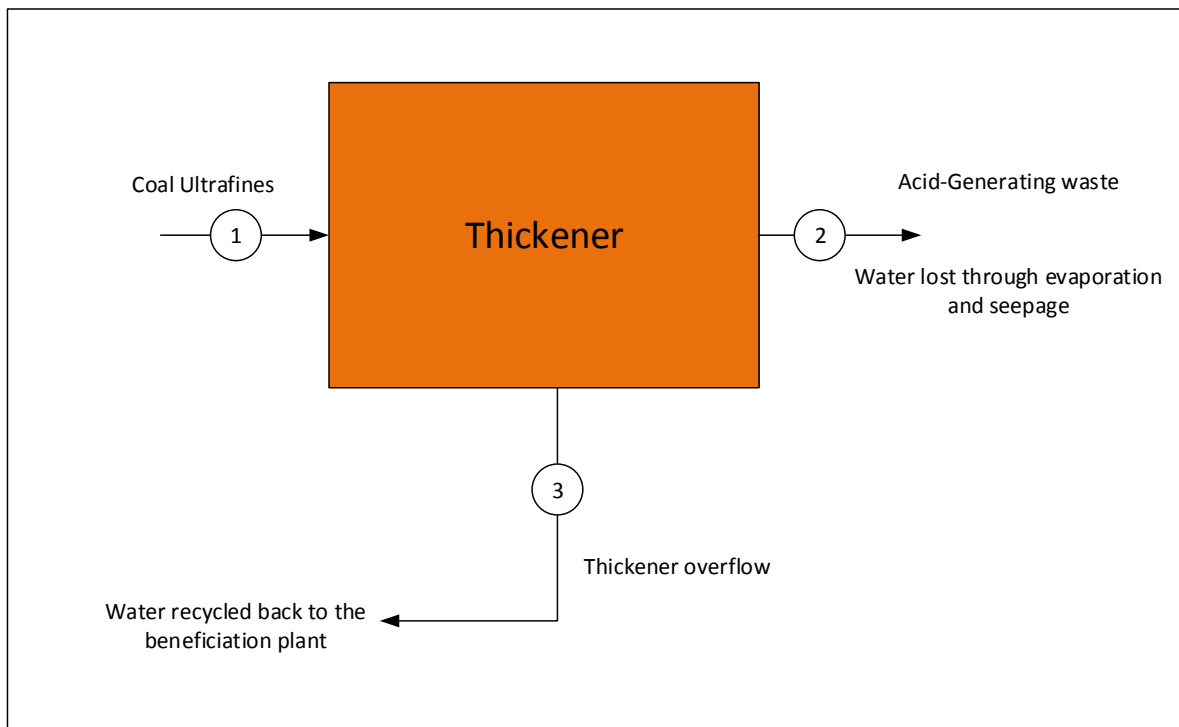 Coal Ultrafines
1
Thickener
Acid-Generating waste
2
Water lost through evaporation
and seepage
3
Thickener overflow
Water recycled back to the
beneficiation plant